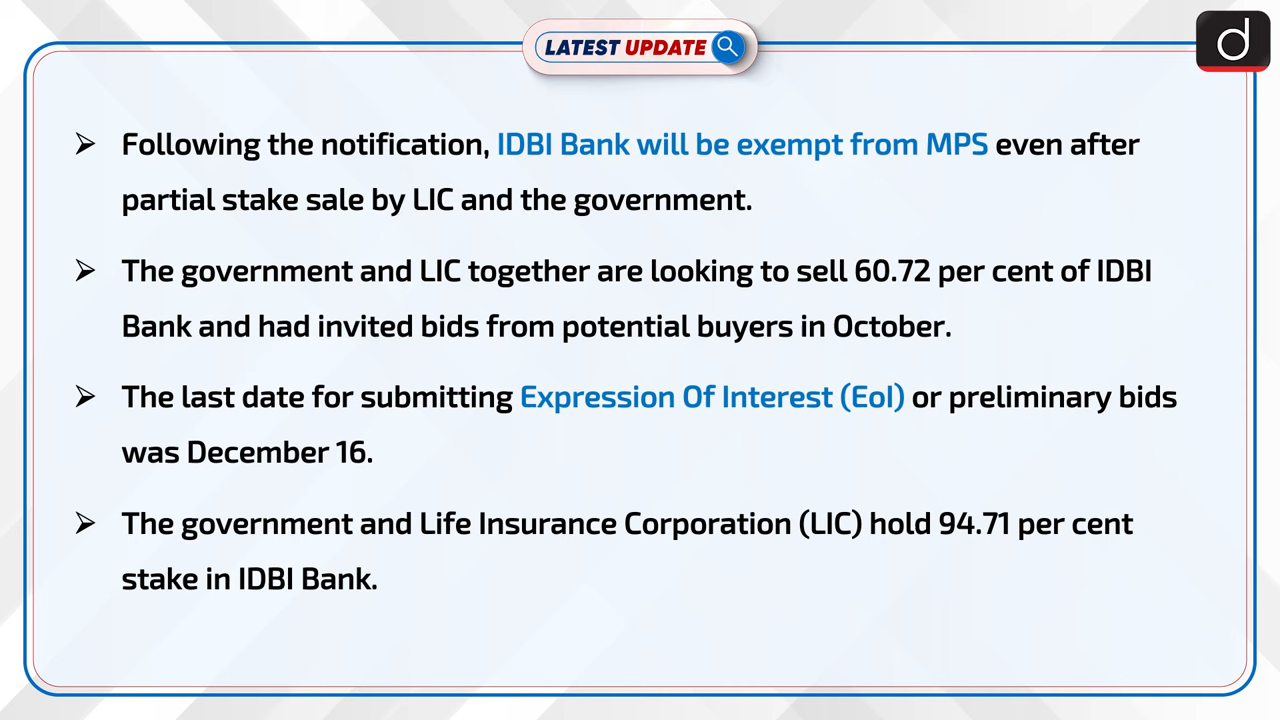 LATEST UPDATE
d
➢ Following the notification, IDBI Bank will be exempt from MPS even after
partial stake sale by LIC and the government.
➢ The government and LIC together are looking to sell 60.72 per cent of IDBI
Bank and had invited bids from potential buyers in October.
➢ The last date for submitting Expression Of Interest (EoI) or preliminary bids
was December 16.
➢ The government and Life Insurance Corporation (LIC) hold 94.71 per cent
stake in IDBI Bank.